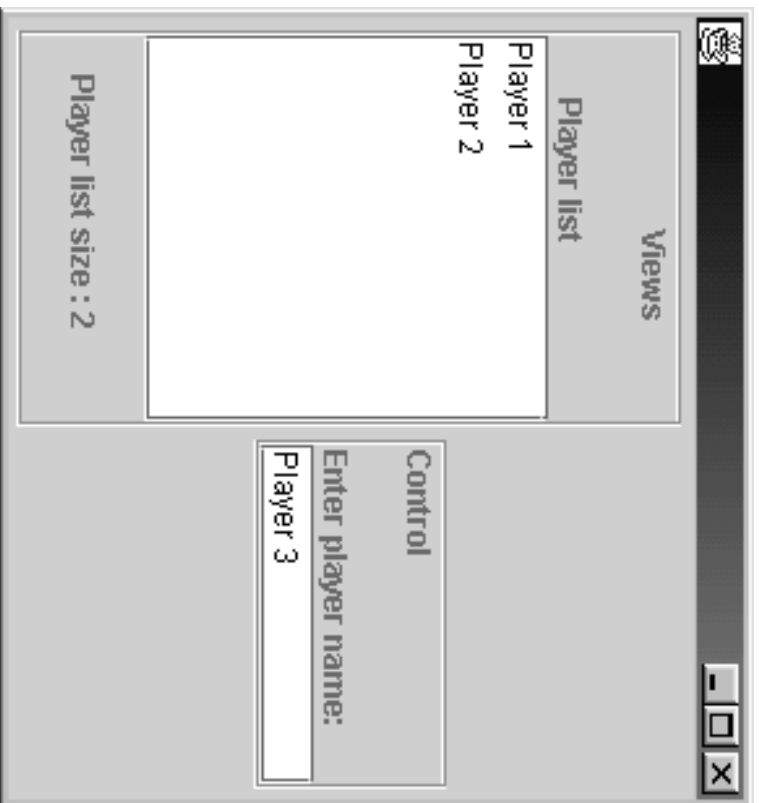 Views
Player list
Player 1
Player 2
Player list size : 2
Control
Enter player name:
Player 3